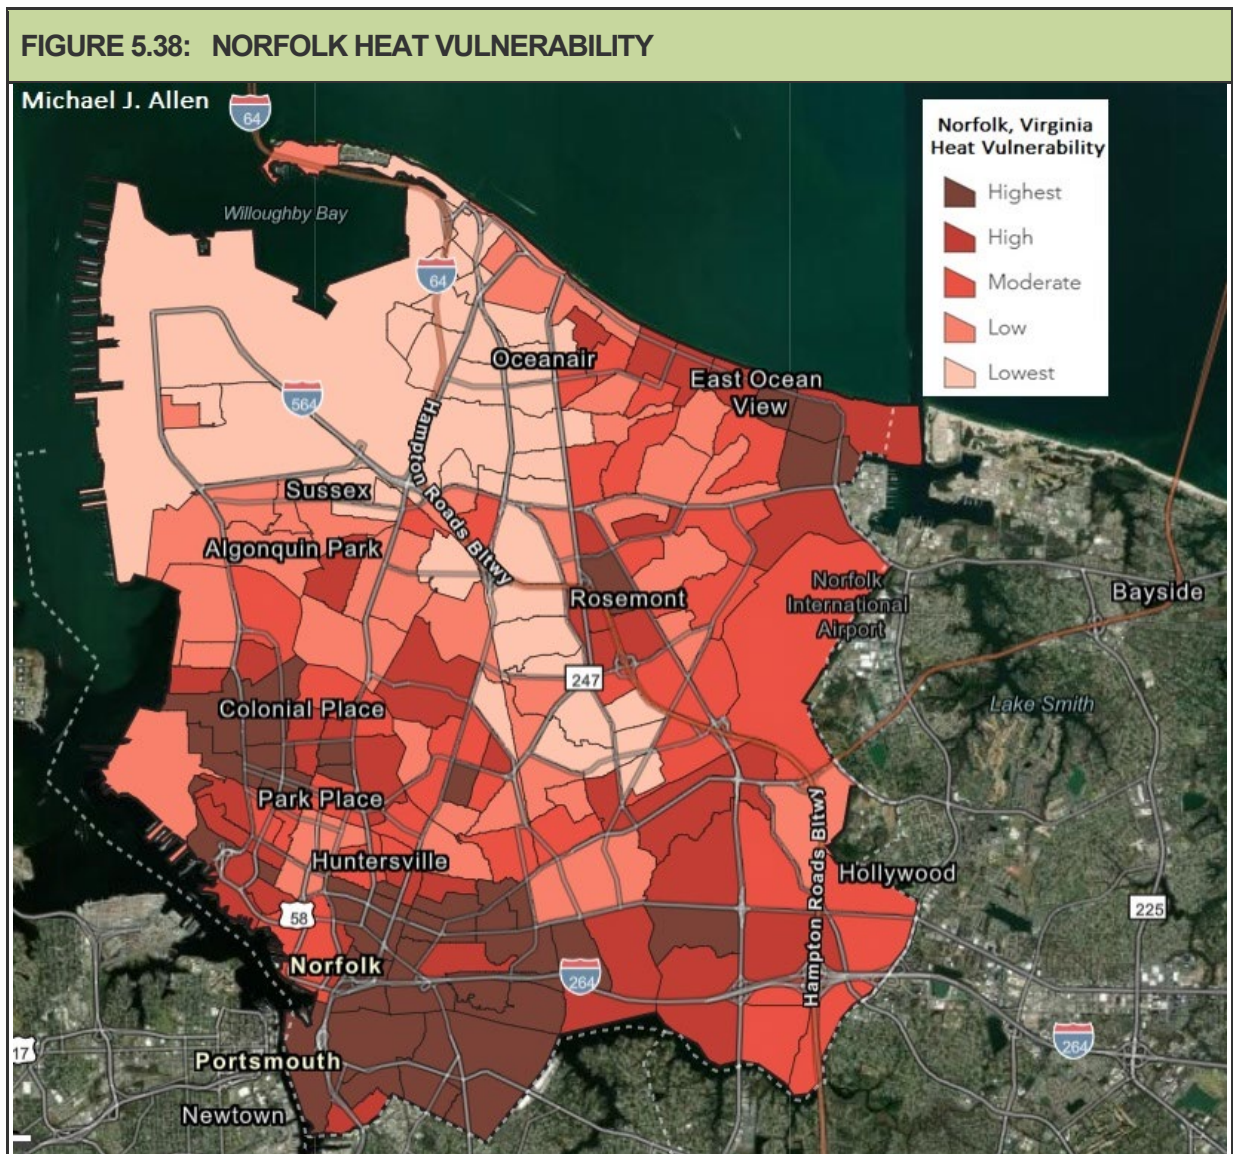 FIGURE 5.38: NORFOLK HEAT VULNERABILITY
Michael J. Allen
64
Norfolk, Virginia
Heat Vulnerability
Highest
High
Moderate
Low
Lowest
Willoughby Bay
64
Oceanair
East Ocean
View
564
Hampton Roads Bltwy
Sussex
Algonquin Park
Rosemont
Norfolk
International
Airport
Bayside
247
Colonial Place
Lake Smith
Park Place
Huntersville
Hampton Roads Bltwy
Hollywood
58
225
Norfolk
264
17
Portsmouth
264
Newtown